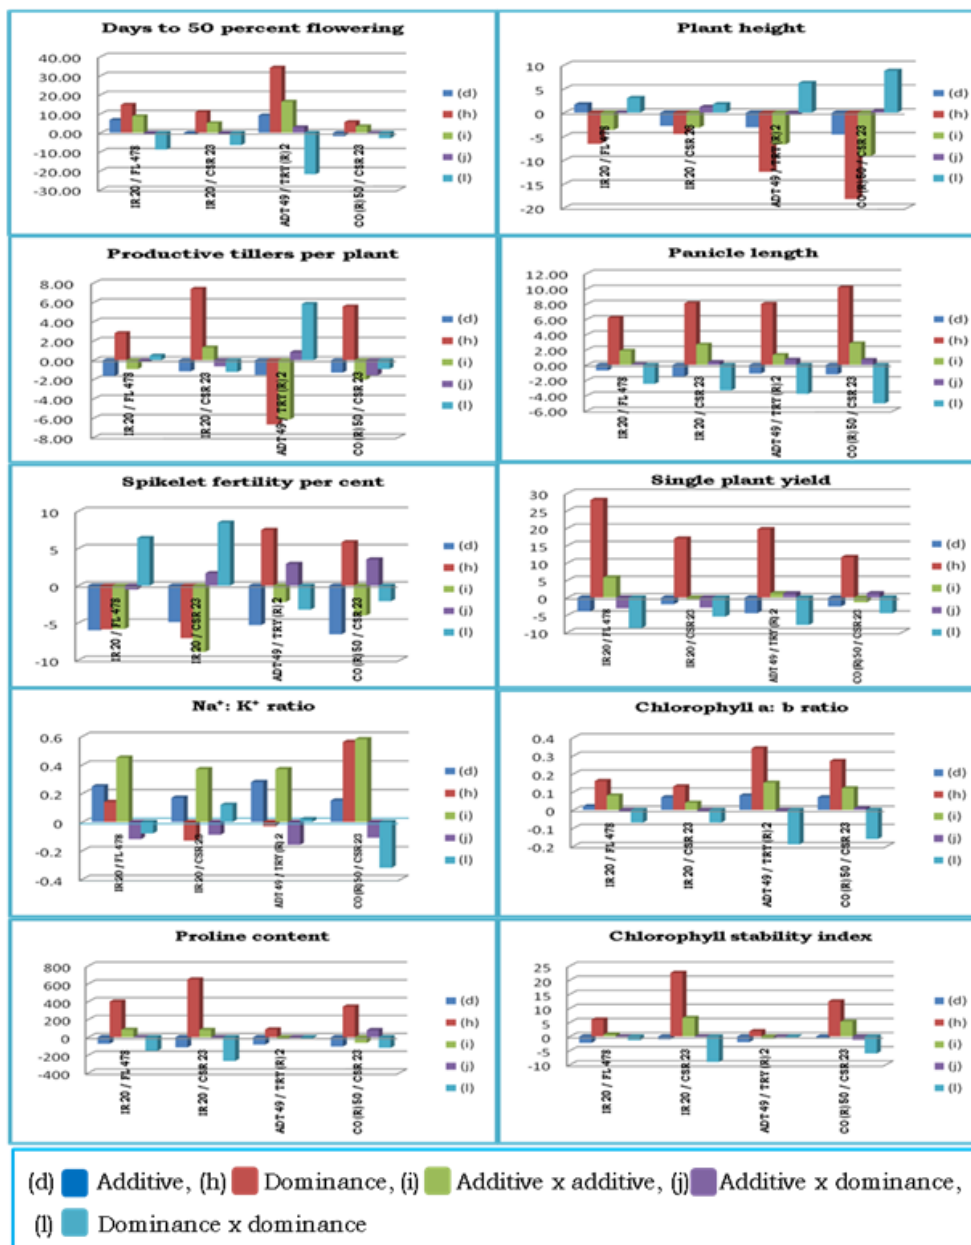 Days to 50 percent flowering
40.00
30.00
20.00
10.00
0.00
-10.00
-20.00
-30.00
IR 20 / FL 478
IR 20 / CSR 23
ADT 49 / TRY (R) 2
CO (R) 50 / CSR 23
(d)
(h)
(i)
(j)
(l)
Plant height
10
5
0
-5
-10
-15
-20
IR 20 / FL 478
IR 20 / CSR 26
ADT 49 / TRY (R) 2
CO (R) 50 / CSR 23
(d)
(h)
(i)
(j)
(l)
Productive tillers per plant
8.00
6.00
4.00
2.00
0.00
-2.00
-4.00
-6.00
-8.00
IR 20 / FL 478
IR 20 / CSR 23
ADT 49 / TRY (R) 2
CO (R) 50 / CSR 23
(d)
(h)
(i)
(j)
(l)
Panicle length
12.00
10.00
8.00
6.00
4.00
2.00
0.00
-2.00
-4.00
-6.00
IR 20 / FL 478
IR 20 / CSR 23
ADT 49 / TRY (R) 2
CO (R) 50 / CSR 23
(d)
(h)
(i)
(j)
(l)
Spikelet fertility per cent
10
5
0
-5
-10
IR 20 / FL 478
IR 20 / CSR 23
ADT 49 / TRY (R) 2
CO (R) 50 / CSR 23
(d)
(h)
(i)
(j)
(l)
Single plant yield
30
25
20
15
10
5
0
-5
-10
IR 20 / FL 478
IR 20 / CSR 23
ADT 49 / TRY (R) 2
CO (R) 50 / CSR 23
(d)
(h)
(i)
(j)
(l)
Na⁺: K⁺ ratio
0.6
0.4
0.2
0
-0.2
-0.4
IR 20 / FL 478
IR 20 / CSR 23
ADT 49 / TRY (R) 2
CO (R) 50 / CSR 23
(d)
(h)
(i)
(j)
(l)
Chlorophyll a: b ratio
0.4
0.3
0.2
0.1
0
-0.1
-0.2
IR 20 / FL 478
IR 20 / CSR 23
ADT 49 / TRY (R) 2
CO (R) 50 / CSR 23
(d)
(h)
(i)
(j)
(l)
Proline content
800
600
400
200
0
-200
-400
IR 20 / FL 478
IR 20 / CSR 23
ADT 49 / TRY (R) 2
CO (R) 50 / CSR 23
(d)
(h)
(i)
(j)
(l)
Chlorophyll stability index
25
20
15
10
5
0
-5
-10
IR 20 / FL 478
IR 20 / CSR 23
ADT 49 / TRY (R) 2
CO (R) 50 / CSR 23
(d)
(h)
(i)
(j)
(l)
(d) Additive, (h) Dominance, (i) Additive x additive, (j) Additive x dominance,
(l) Dominance x dominance